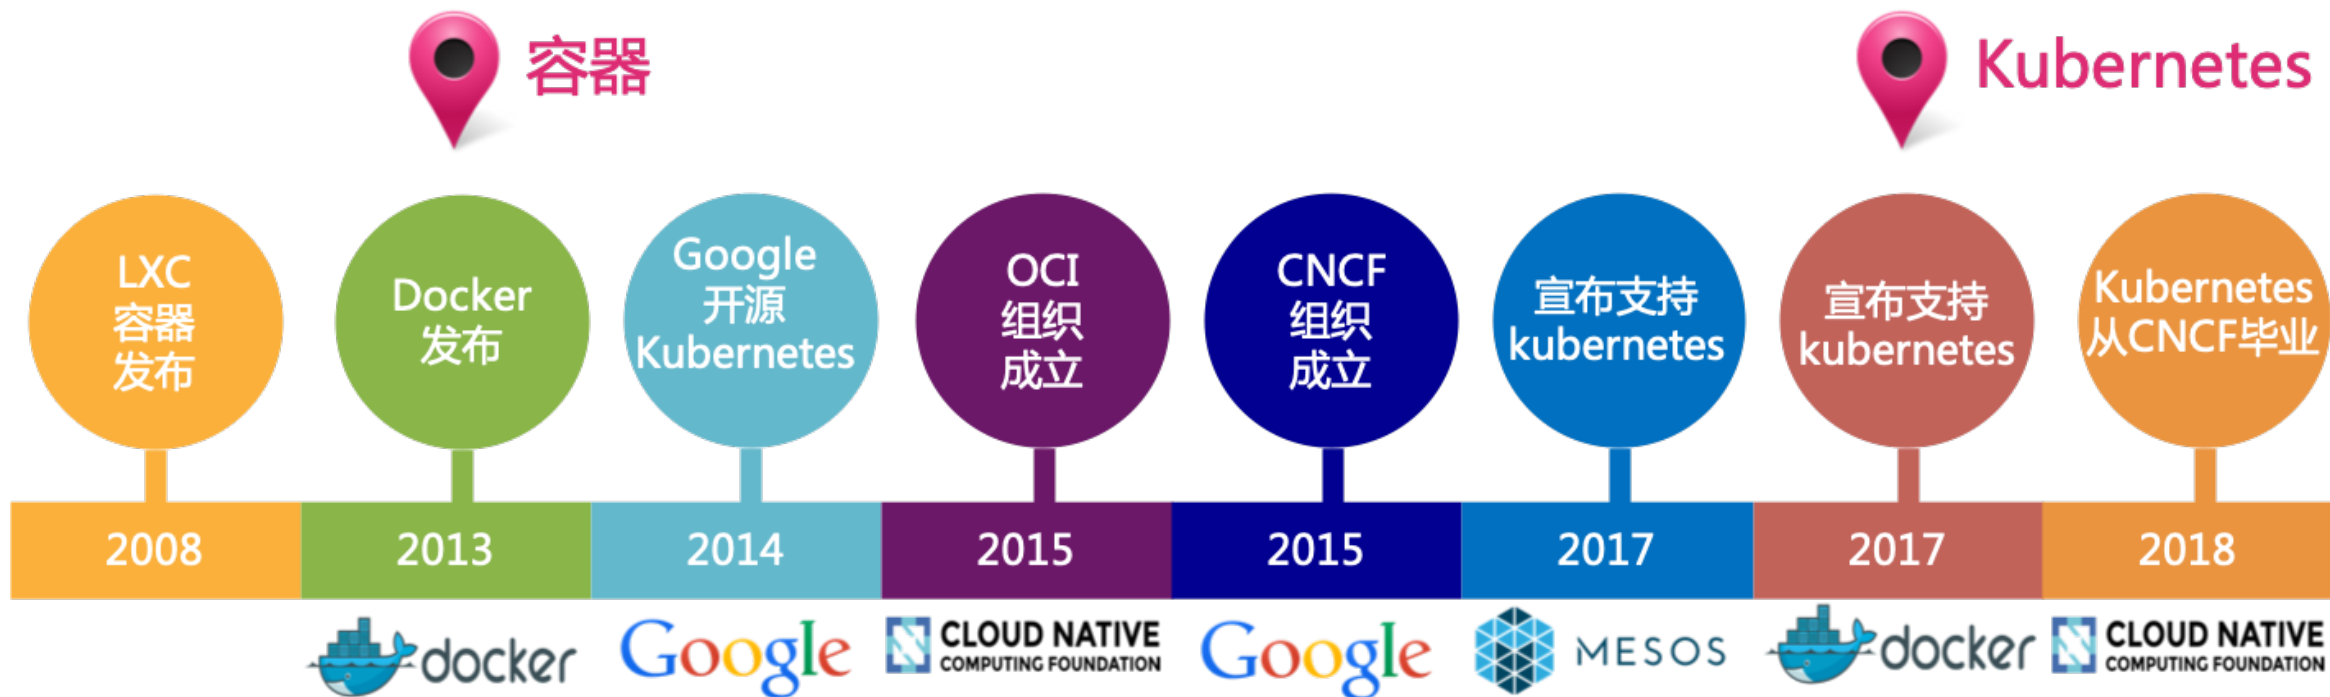 容器
Kubernetes
LXC
容器
发布
Docker
发布
Google
开源
Kubernetes
OCI
组织
成立
CNCF
组织
成立
宣布支持
kubernetes
宣布支持
kubernetes
Kubernetes
从CNCF毕业
2008
2013
2014
2015
2015
2017
2017
2018
docker
Google
CLOUD NATIVE
COMPUTING FOUNDATION
Google
MESOS
docker
CLOUD NATIVE
COMPUTING FOUNDATION